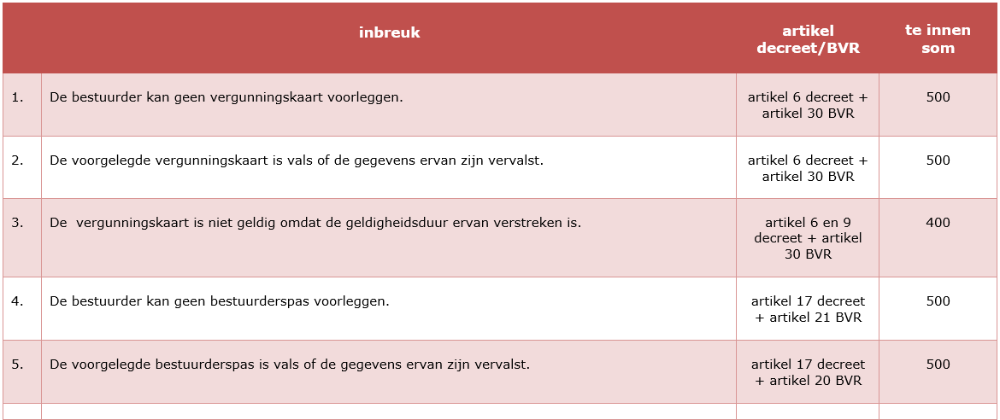 inbreuk
artikel
decreet/BVR
te innen
som
1.
De bestuurder kan geen vergunningskaart voorleggen.
artikel 6 decreet +
artikel 30 BVR
500
2.
De voorgelegde vergunningskaart is vals of de gegevens ervan zijn vervalst.
artikel 6 decreet +
artikel 30 BVR
500
3.
De  vergunningskaart is niet geldig omdat de geldigheidsduur ervan verstreken is.
artikel 6 en 9
decreet + artikel
30 BVR
400
4.
De bestuurder kan geen bestuurderspas voorleggen.
artikel 17 decreet
+ artikel 21 BVR
500
5.
De voorgelegde bestuurderspas is vals of de gegevens ervan zijn vervalst.
artikel 17 decreet
+ artikel 20 BVR
500